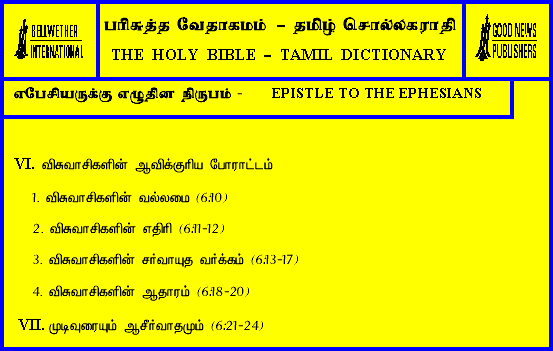 BELLWETHER
INTERNATIONAL
பரிசுத்த வேதாகமம் – தமிழ் சொல்லகராதி
THE HOLY BIBLE – TAMIL DICTIONARY
GOOD NEWS
PUBLISHERS
எபேசியருக்கு எழுதின நிருபம் - EPISTLE TO THE EPHESIANS
VI. விசுவாசிகளின் ஆவிக்குரிய போராட்டம்
1. விசுவாசிகளின் வல்லமை (6:10)
2. விசுவாசிகளின் எதிரி (6:11-12)
3. விசுவாசிகளின் சர்வாயுத வர்க்கம் (6:13-17)
4. விசுவாசிகளின் ஆதாரம் (6:18-20)
VII. முடிவுரையும் ஆசீர்வாதமும் (6:21-24)